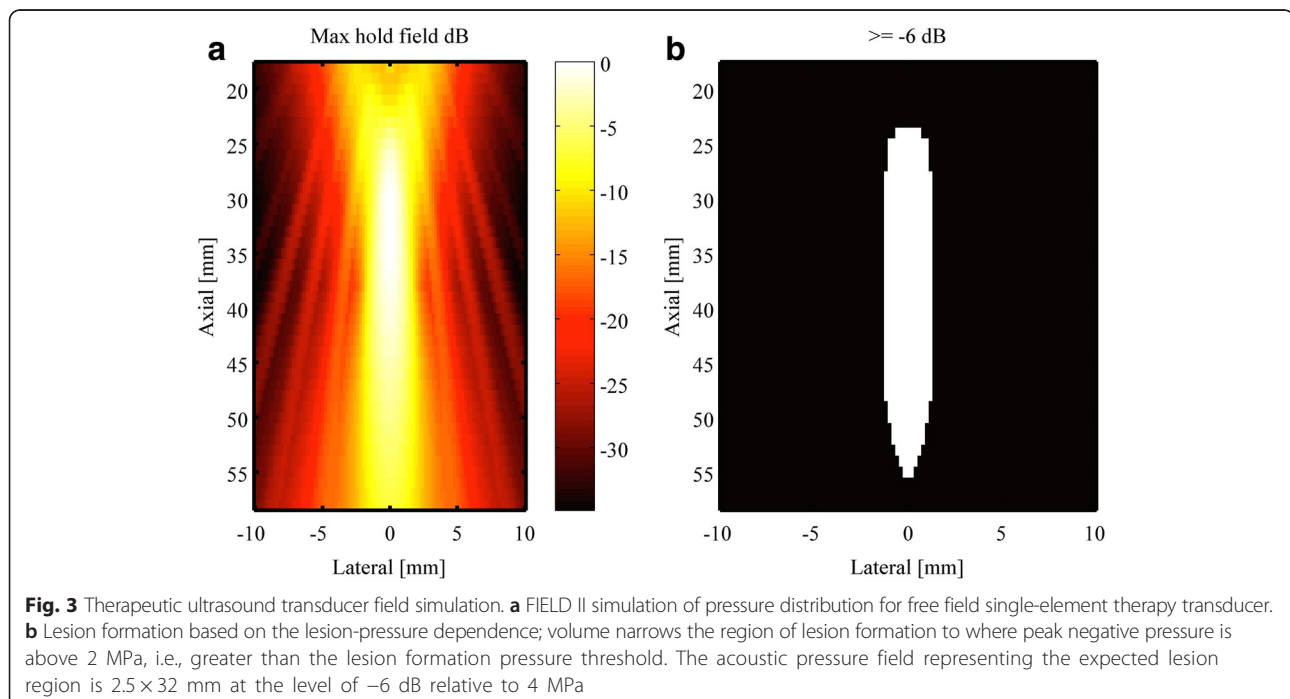 a
Max hold field dB
20
25
30
35
40
45
50
55
Axial [mm]
-10
-5
0
5
10
Lateral [mm]
0
-5
-10
-15
-20
-25
-30
b
>= -6 dB
20
25
30
35
40
45
50
55
Axial [mm]
-10
-5
0
5
10
Lateral [mm]
Fig. 3 Therapeutic ultrasound transducer field simulation. a FIELD II simulation of pressure distribution for free field single-element therapy transducer.
b Lesion formation based on the lesion-pressure dependence; volume narrows the region of lesion formation to where peak negative pressure is
above 2 MPa, i.e., greater than the lesion formation pressure threshold. The acoustic pressure field representing the expected lesion
region is 2.5 × 32 mm at the level of −6 dB relative to 4 MPa